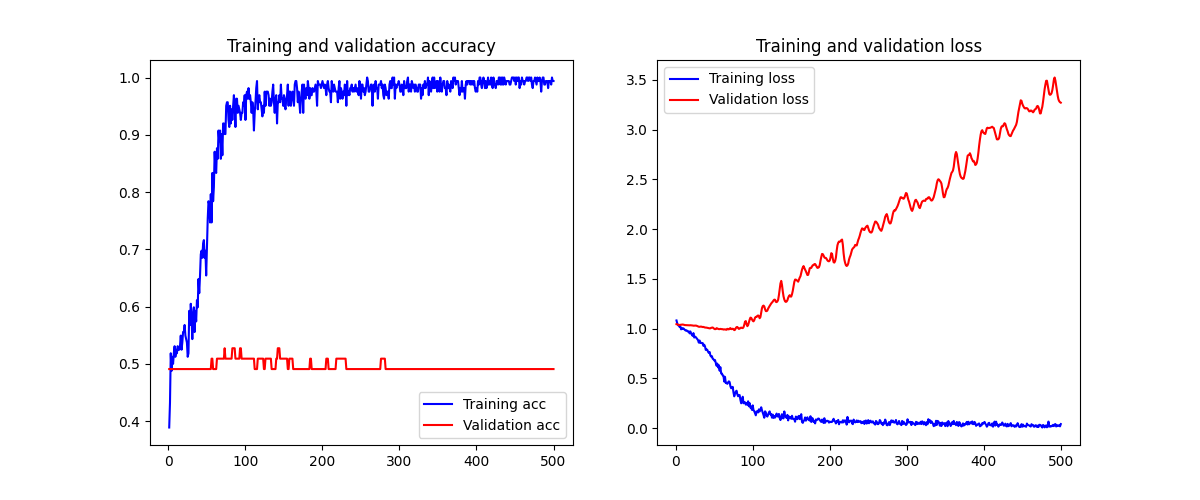 Training and validation accuracy
1.0
0.9
0.8
0.7
0.6
0.5
0.4
0 100 200 300 400 500
Training acc
Validation acc
Training and validation loss
3.5
3.0
2.5
2.0
1.5
1.0
0.5
0.0
0 100 200 300 400 500
Training loss
Validation loss